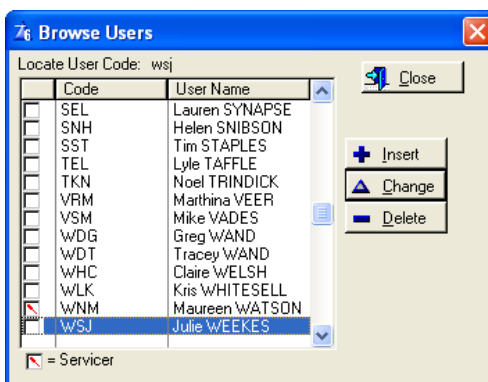 Browse Users
Locate User Code: wsj
Close
Code User Name
SEL Lauren SYNAPSE
SNH Helen SNIBSON
SST Tim STAPLES
TEL Lyle TAFFLE
TKN Noel TRINDICK
VRM Marthina VEER
VSM Mike VADES
WDG Greg WAND
WDT Tracey WAND
WHC Claire WELSH
WLK Kris WHITESELL
WNM Maureen WATSON
WSJ Julie WEEKES
Insert
Change
Delete
= Servicer